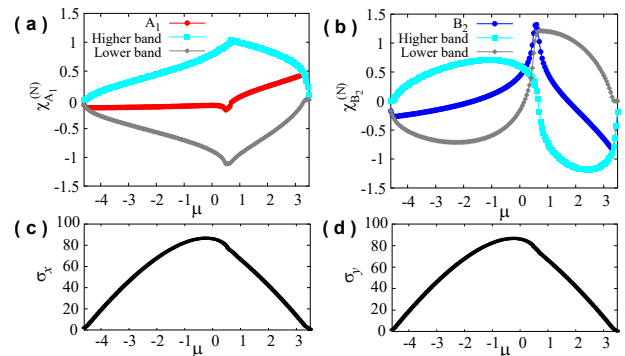 ( a )
A1
Higher band
Lower band
χA1(N)
1.5
1
0.5
0
-0.5
-1
-1.5
-4 -3 -2 -1 0 1 2 3
μ
( b )
B2
Higher band
Lower band
χB2(N)
1.5
1
0.5
0
-0.5
-1
-1.5
-4 -3 -2 -1 0 1 2 3
μ
( c )
σx
100
80
60
40
20
0
-4 -3 -2 -1 0 1 2 3
μ
( d )
σy
100
80
60
40
20
0
-4 -3 -2 -1 0 1 2 3
μ